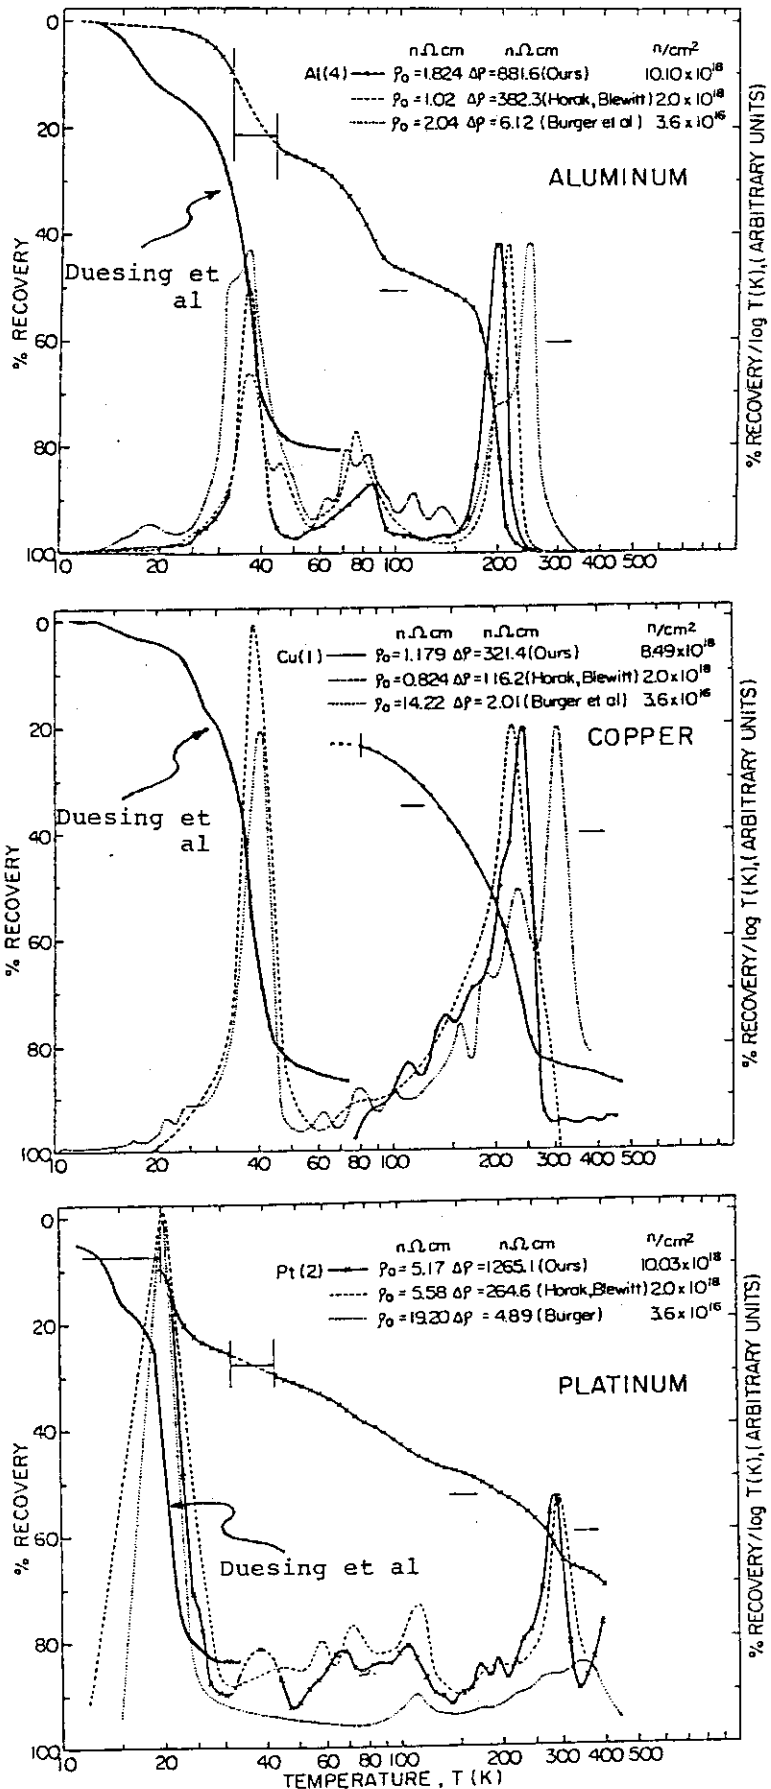 n.Ω.cm n.Ω.cm n/cm²
Al(4) ρo = 1.824 Δρ = 881.6 (Ours) 10.10 x 10¹⁸
ρo = 1.02 Δρ = 382.3 (Horak, Blewitt) 2.0 x 10¹⁸
ρo = 2.04 Δρ = 6.12 (Burger et al) 3.6 x 10¹⁶
ALUMINUM
Duesing et
al
% RECOVERY
0
20
40
60
80
100
% RECOVERY/log T(K),(ARBITRARY UNITS)
10 20 40 60 80 100 200 300 400 500
n.Ω.cm n.Ω.cm n/cm²
Cu(1) ρo = 1.179 Δρ = 321.4 (Ours) 8.49 x 10¹⁸
ρo = 0.824 Δρ = 116.2 (Horak, Blewitt) 2.0 x 10¹⁸
ρo = 14.22 Δρ = 2.01 (Burger et al) 3.6 x 10¹⁶
COPPER
Duesing et
al
% RECOVERY
0
20
40
60
80
100
% RECOVERY/log T(K),(ARBITRARY UNITS)
10 20 40 60 80 100 200 300 400 500
n.Ω.cm n.Ω.cm n/cm²
Pt(2) ρo = 5.17 Δρ = 1265.1 (Ours) 10.03 x 10¹⁸
ρo = 5.58 Δρ = 264.6 (Horak, Blewitt) 2.0 x 10¹⁸
ρo = 19.20 Δρ = 4.89 (Burger) 3.6 x 10¹⁶
PLATINUM
Duesing et al
% RECOVERY
0
20
40
60
80
100
% RECOVERY/log T(K),(ARBITRARY UNITS)
10 20 40 60 80 100 200 300 400 500
TEMPERATURE, T(K)